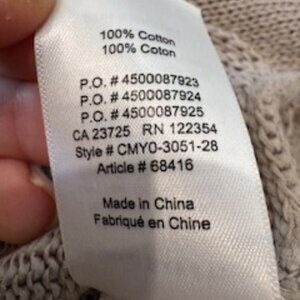 100% Cotton
100% Coton
P.O. # 4500087923
P.O. # 4500087924
P.O. # 4500087925
CA 23725 RN 122354
Style # CMY0-3051-28
Article # 68416
Made in China
Fabriqué en Chine